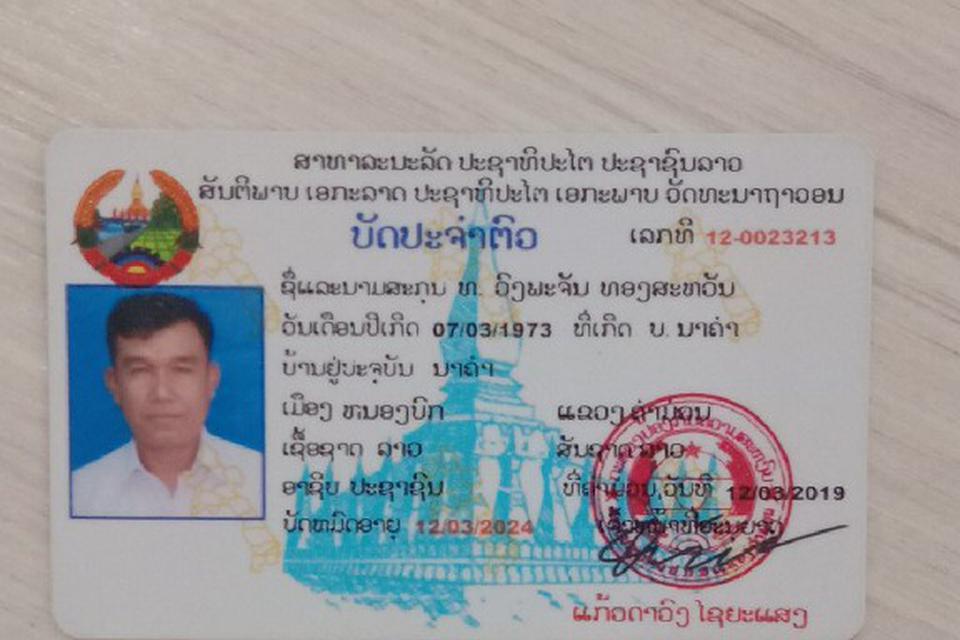 ສາທາລະນະລັດ ປະຊາທິປະໄຕ ປະຊາຊົນລາວ
ສັນຕິພາບ ເອກະລາດ ປະຊາທິປະໄຕ ເອກະພາບ ວັດທະນາຖາວອນ
ບັດປະຈຳຕົວ ເລກທີ 12-0023213
ຊື່ແລະນາມສະກຸນ ທ. ວົງພະຈັນ ທອງສະຫວັນ
ວັນເດືອນປີເກີດ 07/03/1973 ທີ່ເກີດ ບ. ນາຄຳ
ບ້ານຢູ່ປະຈຸບັນ ນາຄຳ
ເມືອງ ຫນອງບົກ ແຂວງ ຄຳມ່ວນ
ເຊື້ອຊາດ ລາວ ສັນຊາດ ລາວ
ອາຊີບ ປະຊາຊົນ ທີ່ຄຳມ່ວນ,ວັນທີ 12/03/2019
ບັດຫມົດອາຍຸ 12/03/2024
ແກ້ວດາວົງ ໄຊຍະແສງ